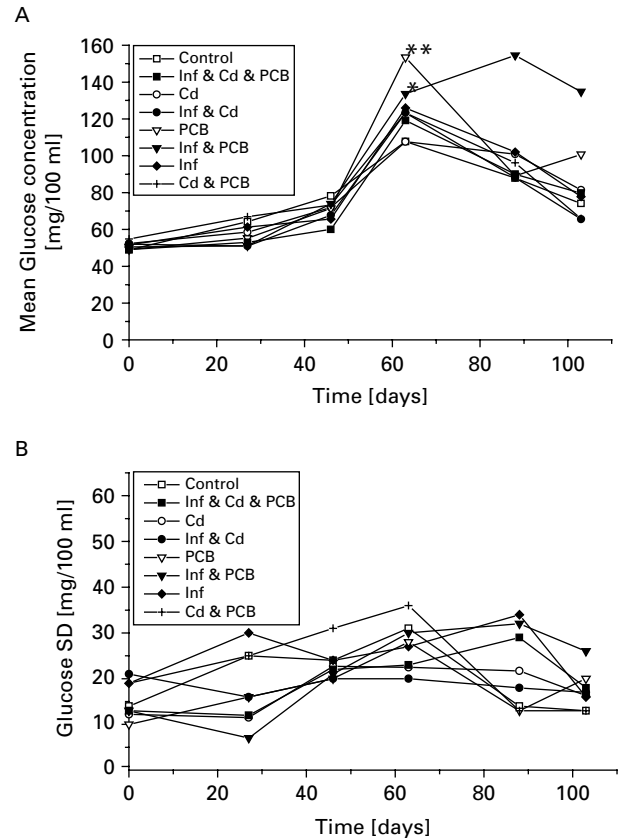 A
Mean Glucose concentration
[mg/100 ml]
160
140
120
100
80
60
40
20
0
Control
Inf & Cd & PCB
Cd
Inf & Cd
PCB
Inf & PCB
Inf
Cd & PCB
**
*
0 20 40 60 80 100
Time [days]
B
Glucose SD [mg/100 ml]
60
50
40
30
20
10
0
Control
Inf & Cd & PCB
Cd
Inf & Cd
PCB
Inf & PCB
Inf
Cd & PCB
0 20 40 60 80 100
Time [days]